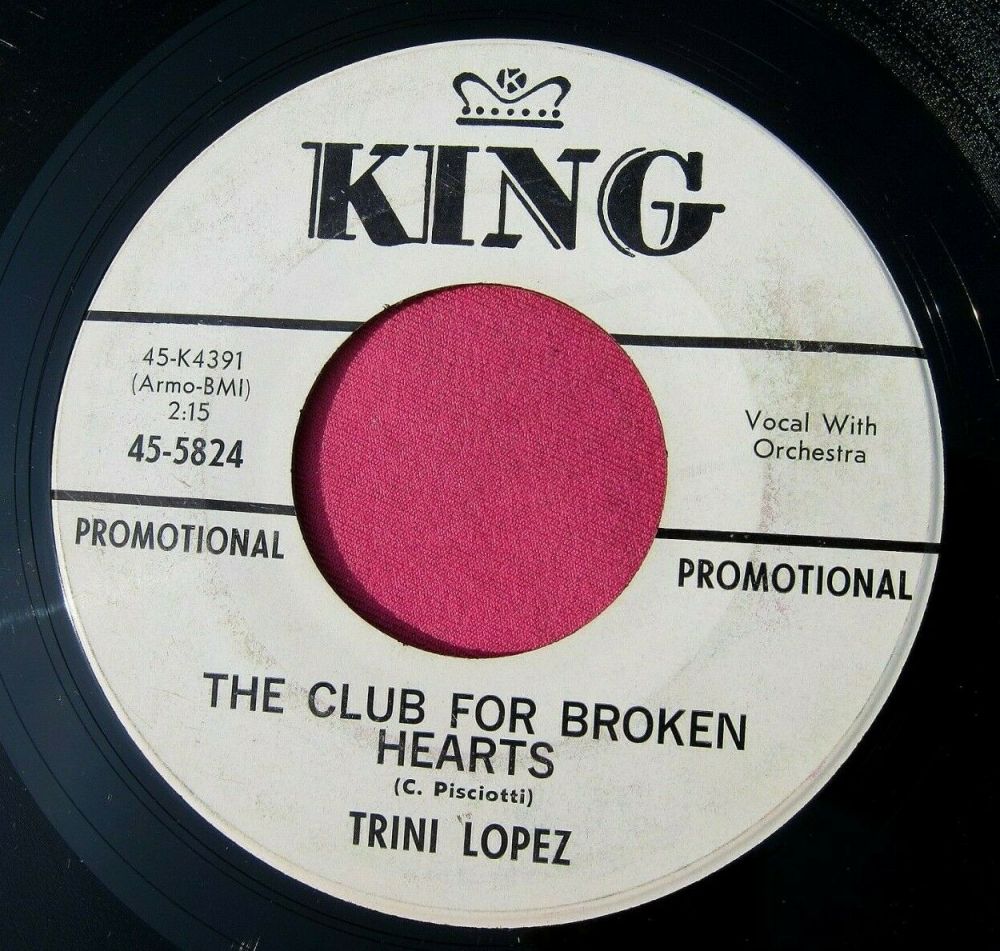 K
KING
45-K4391
(Armo-BMI)
2:15
45-5824
Vocal With
Orchestra
PROMOTIONAL
PROMOTIONAL
THE CLUB FOR BROKEN
HEARTS
(C. Pisciotti)
TRINI LOPEZ